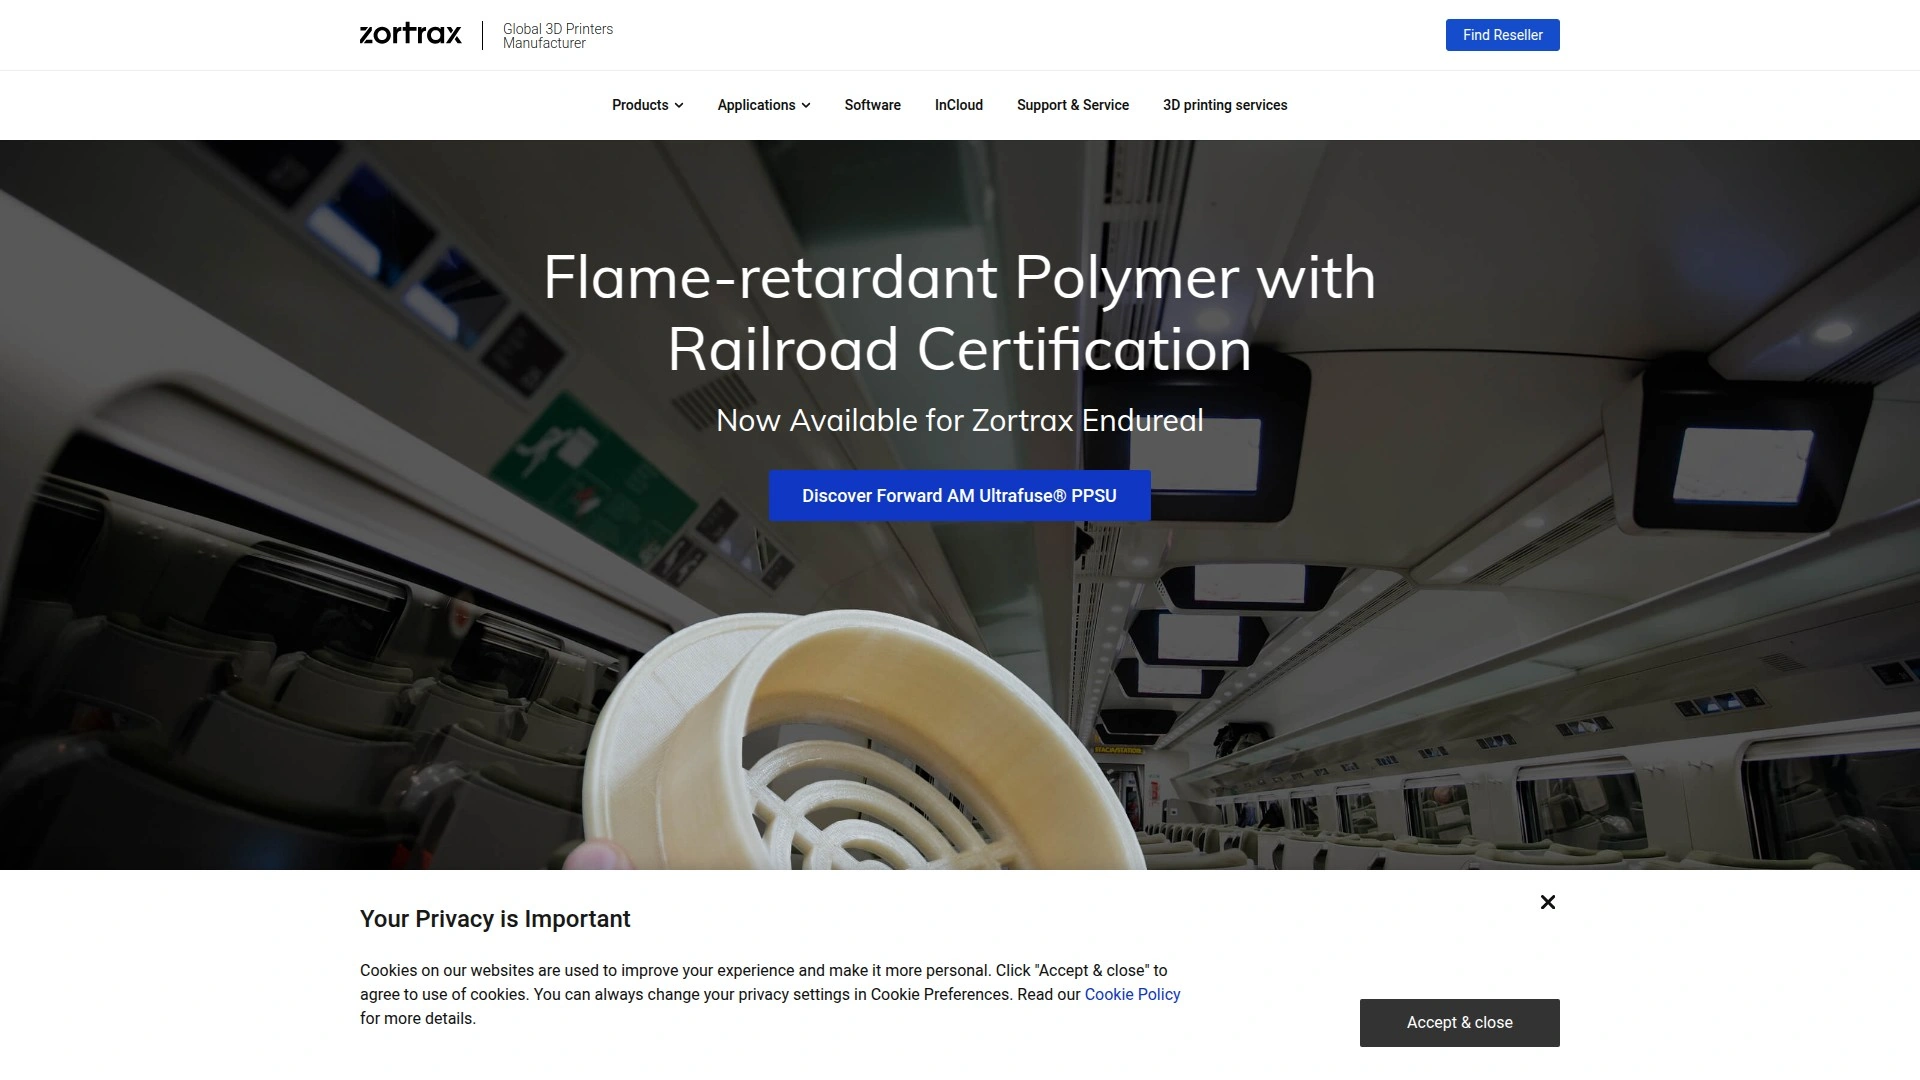 zortrax
Global 3D Printers
Manufacturer
Find Reseller
Products
Applications
Software
InCloud
Support & Service
3D printing services
Flame-retardant Polymer with
Railroad Certification
Now Available for Zortrax Endureal
Discover Forward AM Ultrafuse® PPSU
STACJA/STATION
Your Privacy is Important
Cookies on our websites are used to improve your experience and make it more personal. Click "Accept & close" to
agree to use of cookies. You can always change your privacy settings in Cookie Preferences. Read our Cookie Policy
for more details.
Accept & close